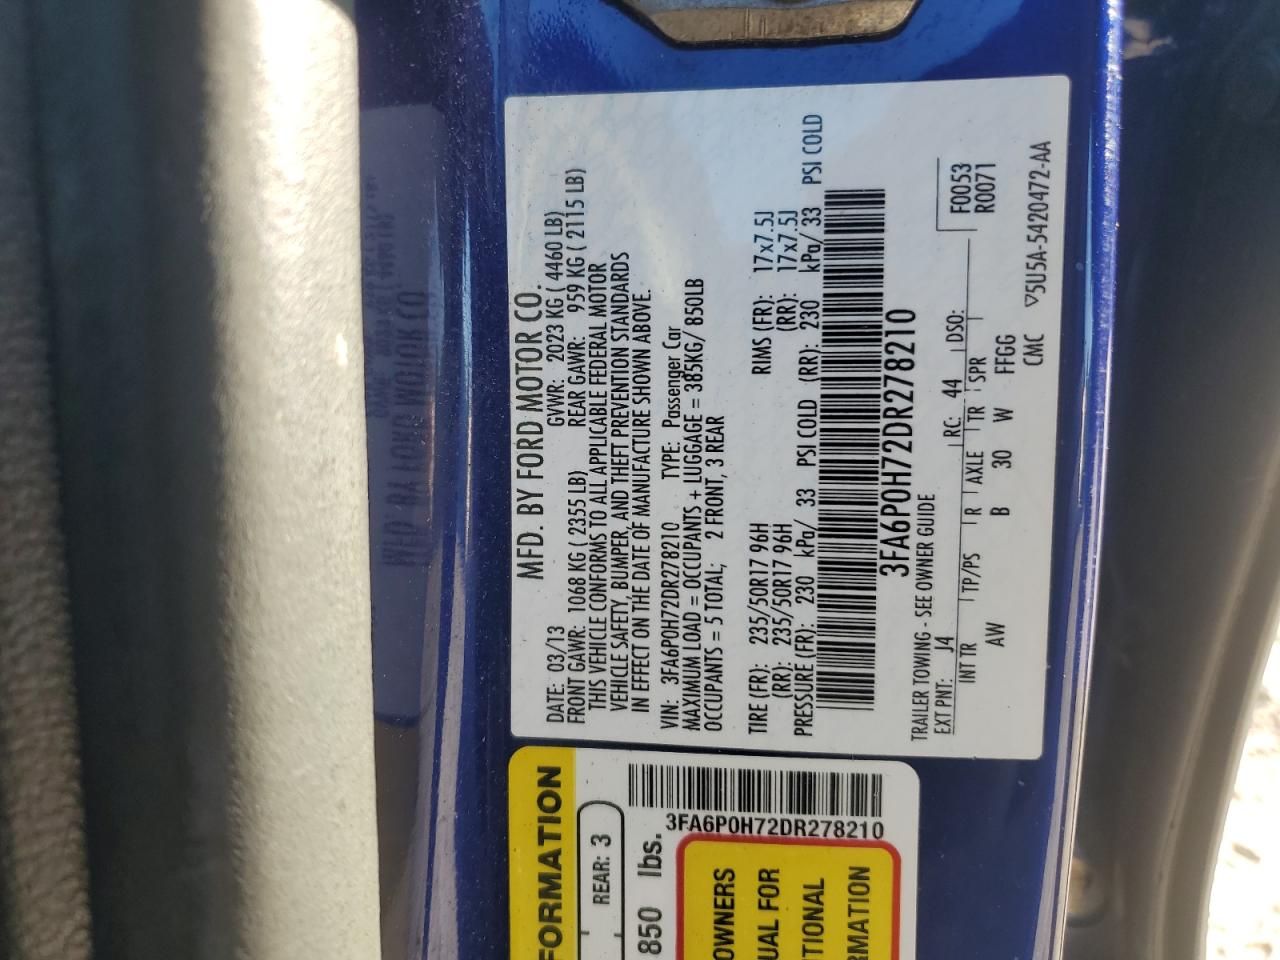 MFD. BY FORD MOTOR CO.
DATE: 03/13 GVWR: 2023 KG ( 4460 LB)
FRONT GAWR: 1068 KG ( 2355 LB) REAR GAWR: 959 KG ( 2115 LB)
THIS VEHICLE CONFORMS TO ALL APPLICABLE FEDERAL MOTOR
VEHICLE SAFETY, BUMPER, AND THEFT PREVENTION STANDARDS
IN EFFECT ON THE DATE OF MANUFACTURE SHOWN ABOVE.
VIN: 3FA6P0H72DR278210 TYPE: Passenger Car
MAXIMUM LOAD = OCCUPANTS + LUGGAGE = 385KG/ 850LB
OCCUPANTS = 5 TOTAL; 2 FRONT, 3 REAR
TIRE (FR): 235/50R17 96H RIMS (FR): 17x7.5J
(RR): 235/50R17 96H (RR): 17x7.5J
PRESSURE (FR): 230 kPa/ 33 PSI COLD (RR): 230 kPa/ 33 PSI COLD
3FA6P0H72DR278210
TRAILER TOWING - SEE OWNER GUIDE
EXT PNT: J4 RC: 44 DSO: F0053
R0071
INT TR TP/PS R AXLE TR SPR
AW B 30 W FFGG
CMC ▽5U5A-5420472-AA
FORMATION
REAR: 3
850 lbs.
3FA6P0H72DR278210
OWNERS
UAL FOR
TIONAL
RMATION